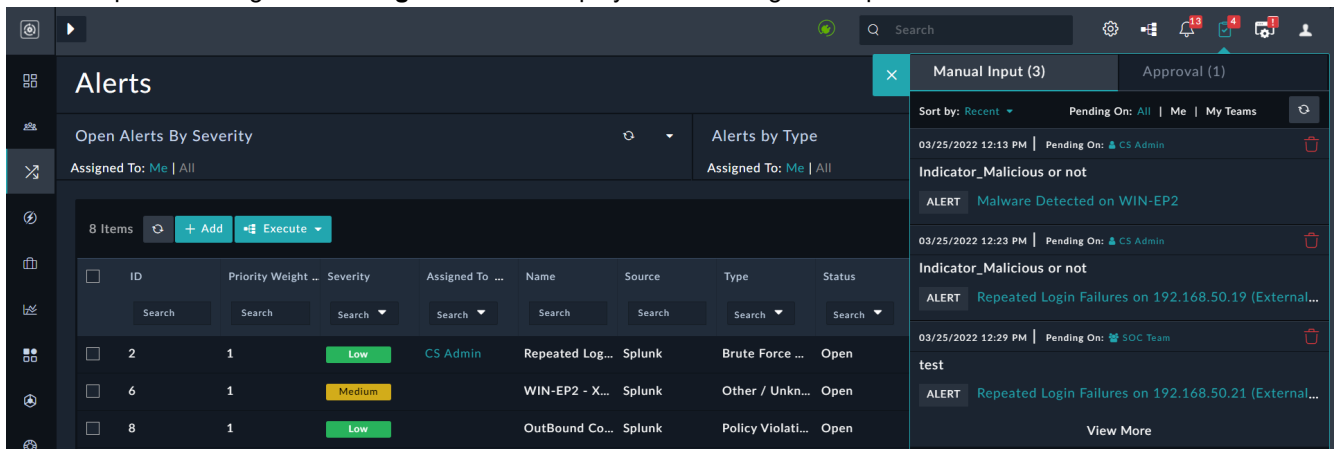 13
4
Search
Alerts
Manual Input (3)
Approval (1)
Sort by: Recent
Pending On: All | Me | My Teams
Open Alerts By Severity
Assigned To: Me | All
Alerts by Type
Assigned To: Me | All
03/25/2022 12:13 PM | Pending On: CS Admin
Indicator_Malicious or not
ALERT Malware Detected on WIN-EP2
03/25/2022 12:23 PM | Pending On: CS Admin
Indicator_Malicious or not
ALERT Repeated Login Failures on 192.168.50.19 (External...
03/25/2022 12:29 PM | Pending On: SOC Team
test
ALERT Repeated Login Failures on 192.168.50.21 (External...
View More
8 Items + Add Execute
ID Priority Weight ... Severity Assigned To ... Name Source Type Status
Search Search Search Search Search Search Search Search
2 1 Low CS Admin Repeated Log... Splunk Brute Force ... Open
6 1 Medium WIN-EP2 - X... Splunk Other / Unkn... Open
8 1 Low OutBound Co... Splunk Policy Violati... Open